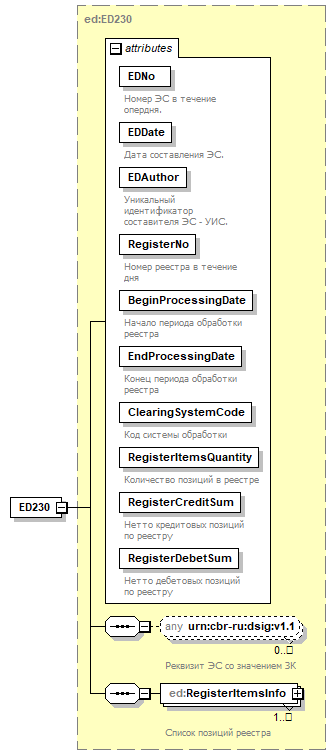 ed:ED230
attributes
EDNo
Номер ЭС в течение
опердня.
EDDate
Дата составления ЭС.
EDAuthor
Уникальный
идентификатор
составителя ЭС - УИС.
RegisterNo
Номер реестра в течение
дня
BeginProcessingDate
Начало периода обработки
реестра
EndProcessingDate
Конец периода обработки
реестра
ClearingSystemCode
Код системы обработки
RegisterItemsQuantity
Количество позиций в реестре
RegisterCreditSum
Нетто кредитовых позиций
по реестру
RegisterDebetSum
Нетто дебетовых позиций
по реестру
ED230
any urn:cbr-ru:dsig:v1.1
0..
Реквизит ЭС со значением ЗК
ed:RegisterItemsInfo
1..
Список позиций реестра